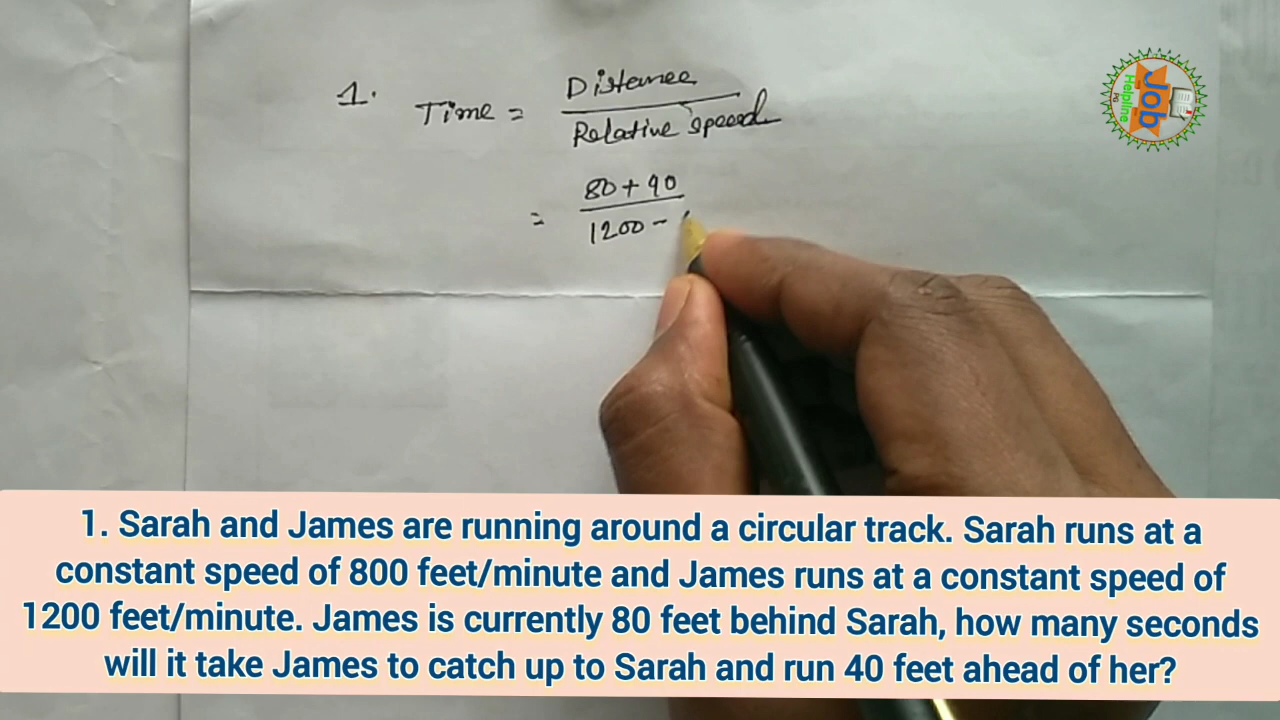 1. Time = Distance
Relative speed
= 80 + 40
1200 -
Job
Helpline
PG
1. Sarah and James are running around a circular track. Sarah runs at a
constant speed of 800 feet/minute and James runs at a constant speed of
1200 feet/minute. James is currently 80 feet behind Sarah, how many seconds
will it take James to catch up to Sarah and run 40 feet ahead of her?